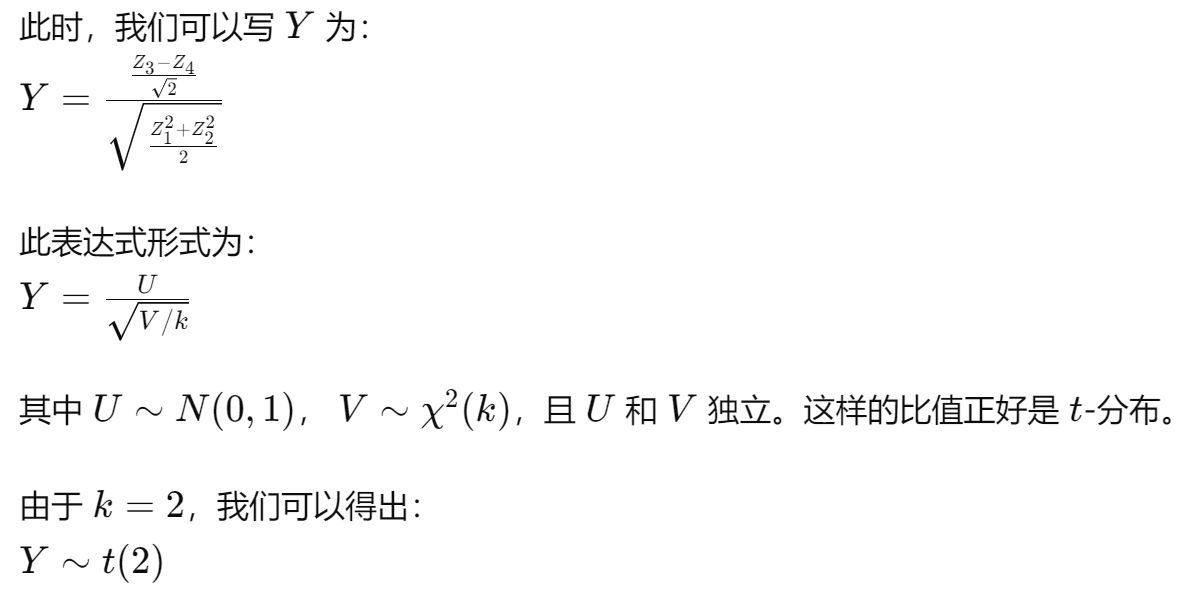 此时，我们可以写 $Y$ 为：
$Y = \frac{\frac{Z_3 - Z_4}{\sqrt{2}}}{\sqrt{\frac{Z_1^2 + Z_2^2}{2}}}$
此表达式形式为：
$Y = \frac{U}{\sqrt{V/k}}$
其中 $U \sim N(0,1)$， $V \sim \chi^2(k)$，且 $U$ 和 $V$ 独立。这样的比值正好是 $t$-分布。
由于 $k = 2$，我们可以得出：
$Y \sim t(2)$